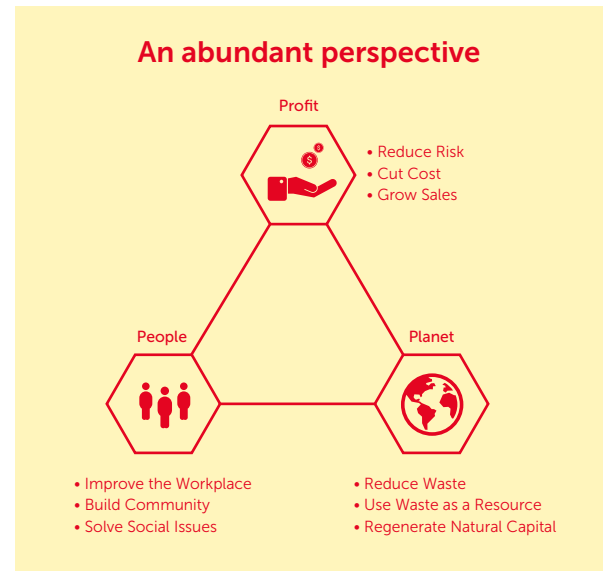 An abundant perspective
Profit
• Reduce Risk
• Cut Cost
• Grow Sales
People
• Improve the Workplace
• Build Community
• Solve Social Issues
Planet
• Reduce Waste
• Use Waste as a Resource
• Regenerate Natural Capital
$
$